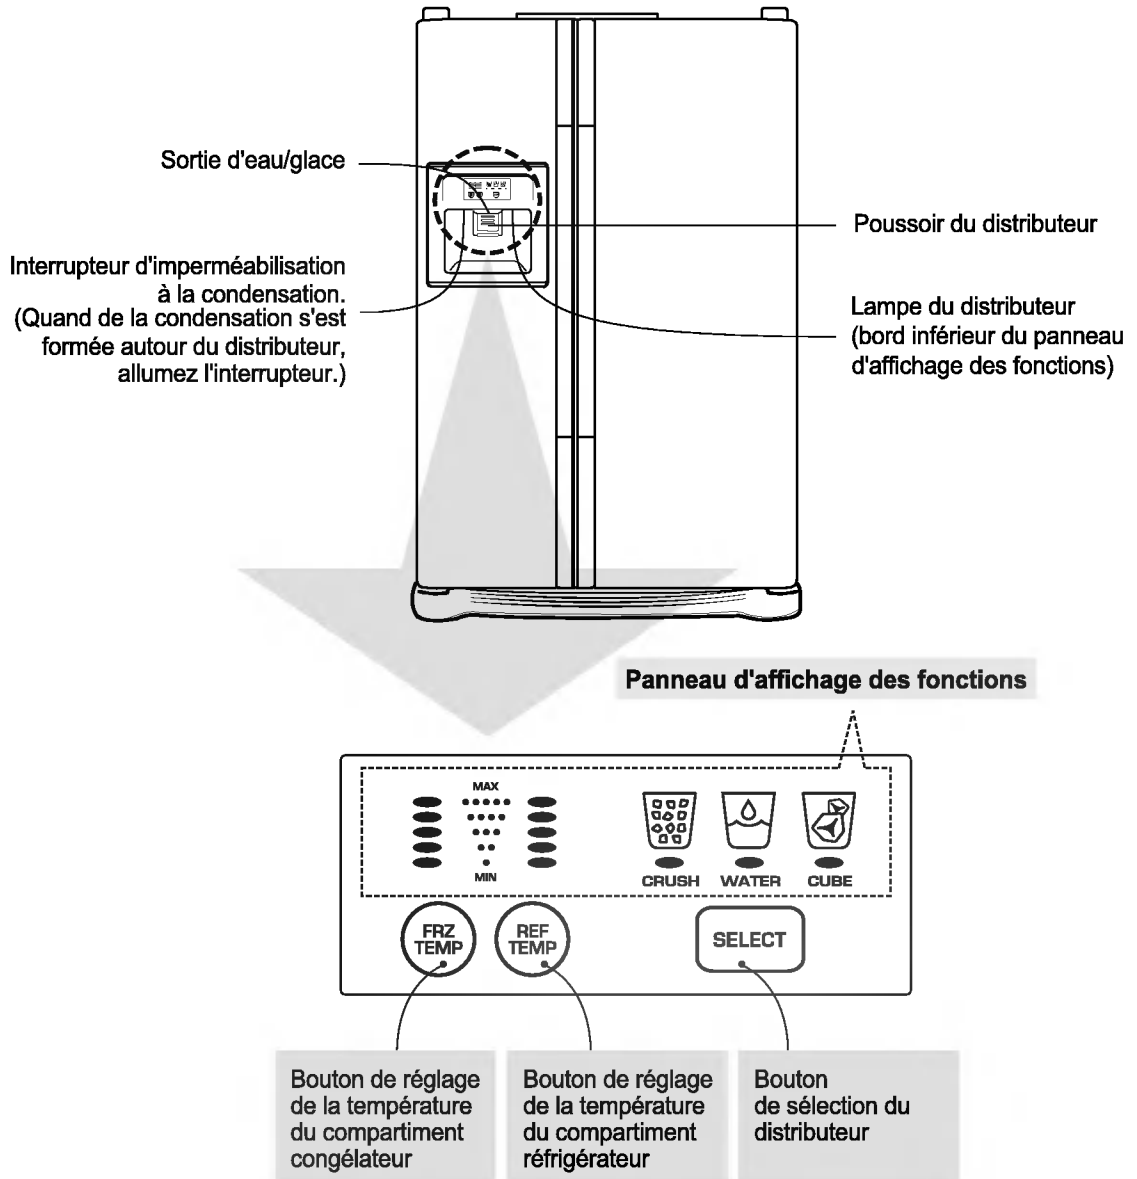 Sortie d'eau/glace
Poussoir du distributeur
Interrupteur d'imperméabilisation
à la condensation.
(Quand de la condensation s'est
formée autour du distributeur,
allumez l'interrupteur.)
Lampe du distributeur
(bord inférieur du panneau
d'affichage des fonctions)
Panneau d'affichage des fonctions
MAX
MIN
CRUSH
WATER
CUBE
FRZ
TEMP
REF
TEMP
SELECT
Bouton de réglage
de la température
du compartiment
congélateur
Bouton de réglage
de la température
du compartiment
réfrigérateur
Bouton
de sélection du
distributeur